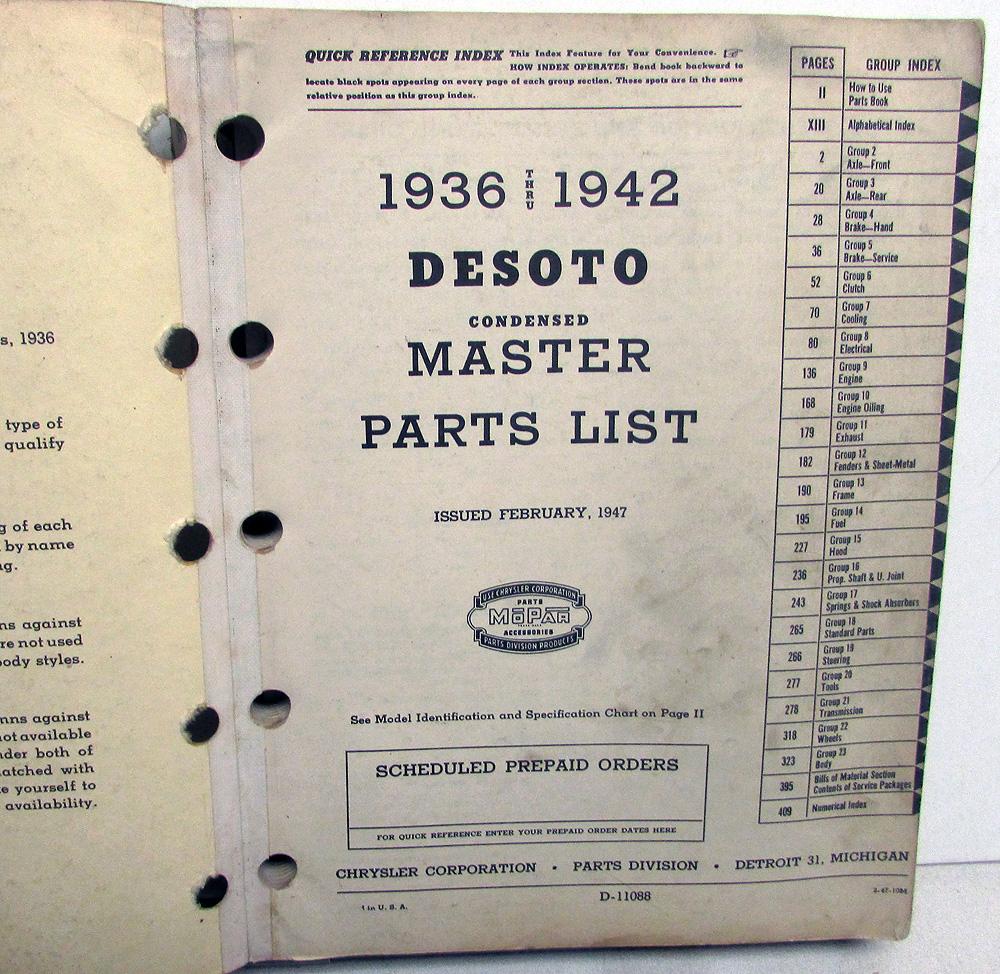 s, 1936
type of
qualify
g of each
by name
g.
ns against
re not used
ody styles.
nns against
not available
nder both of
atched with
te yourself to
availability.
QUICK REFERENCE INDEX This Index Feature for Your Convenience.
HOW INDEX OPERATES: Bend book backward to
locate black spots appearing on every page of each group section. These spots are in the same
relative position as this group index.
1936 THRU 1942
DESOTO
CONDENSED
MASTER
PARTS LIST
ISSUED FEBRUARY, 1947
USE CHRYSLER CORPORATION
PARTS
MOPAR
ACCESSORIES
PARTS DIVISION PRODUCTS
See Model Identification and Specification Chart on Page II
SCHEDULED PREPAID ORDERS
FOR QUICK REFERENCE ENTER YOUR PREPAID ORDER DATES HERE
CHRYSLER CORPORATION • PARTS DIVISION • DETROIT 31, MICHIGAN
D-11088
in U. S. A.
PAGES GROUP INDEX
II How to Use
Parts Book
XIII Alphabetical Index
2 Group 2
Axle—Front
20 Group 3
Axle—Rear
28 Group 4
Brake—Hand
36 Group 5
Brake—Service
52 Group 6
Clutch
70 Group 7
Cooling
80 Group 8
Electrical
136 Group 9
Engine
168 Group 10
Engine Oiling
179 Group 11
Exhaust
182 Group 12
Fenders & Sheet-Metal
190 Group 13
Frame
195 Group 14
Fuel
227 Group 15
Hood
236 Group 16
Prop. Shaft & U. Joint
243 Group 17
Springs & Shock Absorbers
265 Group 18
Standard Parts
266 Group 19
Steering
277 Group 20
Tools
278 Group 21
Transmission
318 Group 22
Wheels
323 Group 23
Body
395 Bills of Material Section
Contents of Service Packages
409 Numerical Index